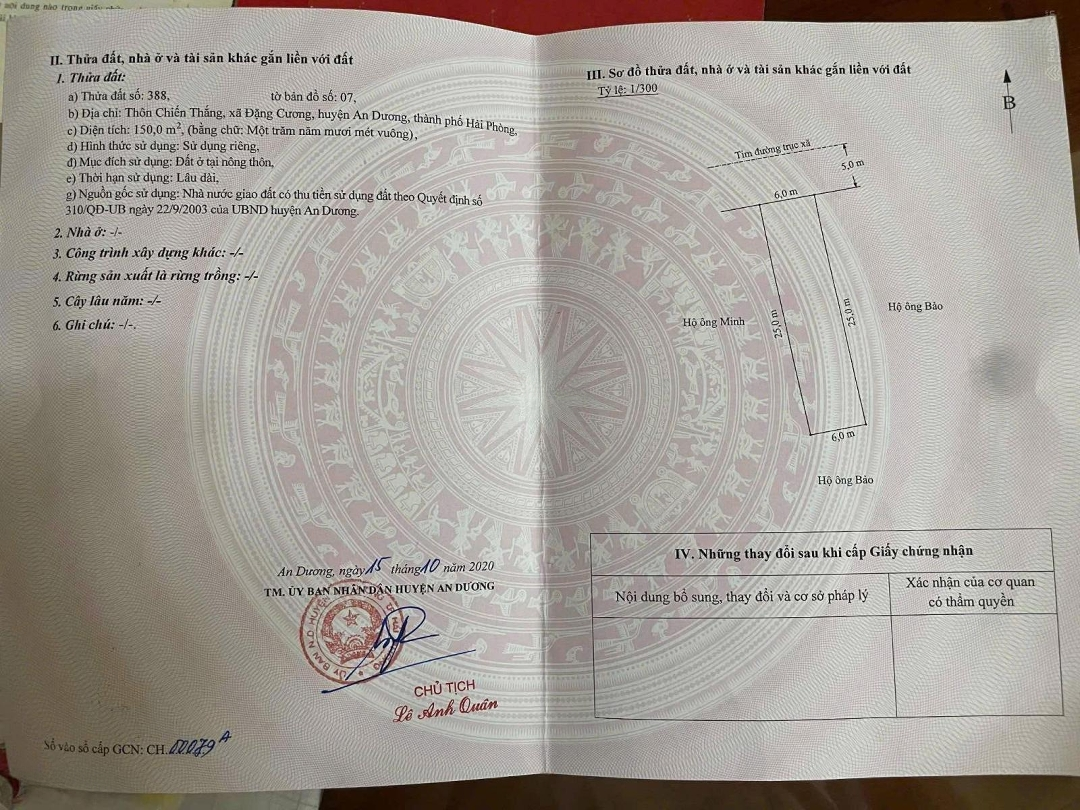 nội dung nào trong giấy
II. Thửa đất, nhà ở và tài sản khác gắn liền với đất
1. Thửa đất:
a) Thửa đất số: 388, tờ bản đồ số: 07,
b) Địa chỉ: Thôn Chiến Thắng, xã Đặng Cương, huyện An Dương, thành phố Hải Phòng,
c) Diện tích: 150,0 m², (bằng chữ: Một trăm năm mươi mét vuông),
d) Hình thức sử dụng: Sử dụng riêng,
đ) Mục đích sử dụng: Đất ở tại nông thôn,
e) Thời hạn sử dụng: Lâu dài,
g) Nguồn gốc sử dụng: Nhà nước giao đất có thu tiền sử dụng đất theo Quyết định số
310/QĐ-UB ngày 22/9/2003 của UBND huyện An Dương.
2. Nhà ở: -/-
3. Công trình xây dựng khác: -/-
4. Rừng sản xuất là rừng trồng: -/-
5. Cây lâu năm: -/-
6. Ghi chú: -/-.
An Dương, ngày 15 tháng 10 năm 2020
TM. ỦY BAN NHÂN DÂN HUYỆN AN DƯƠNG
CHỦ TỊCH
Lê Anh Quân
Số vào sổ cấp GCN: CH.00079A
III. Sơ đồ thửa đất, nhà ở và tài sản khác gắn liền với đất
Tỷ lệ: 1/300
B
Tim đường trục xã
5,0 m
6,0 m
Hộ ông Minh
25,0 m
25,0 m
Hộ ông Bảo
6,0 m
Hộ ông Bảo
IV. Những thay đổi sau khi cấp Giấy chứng nhận
Nội dung bổ sung, thay đổi và cơ sở pháp lý
Xác nhận của cơ quan
có thẩm quyền